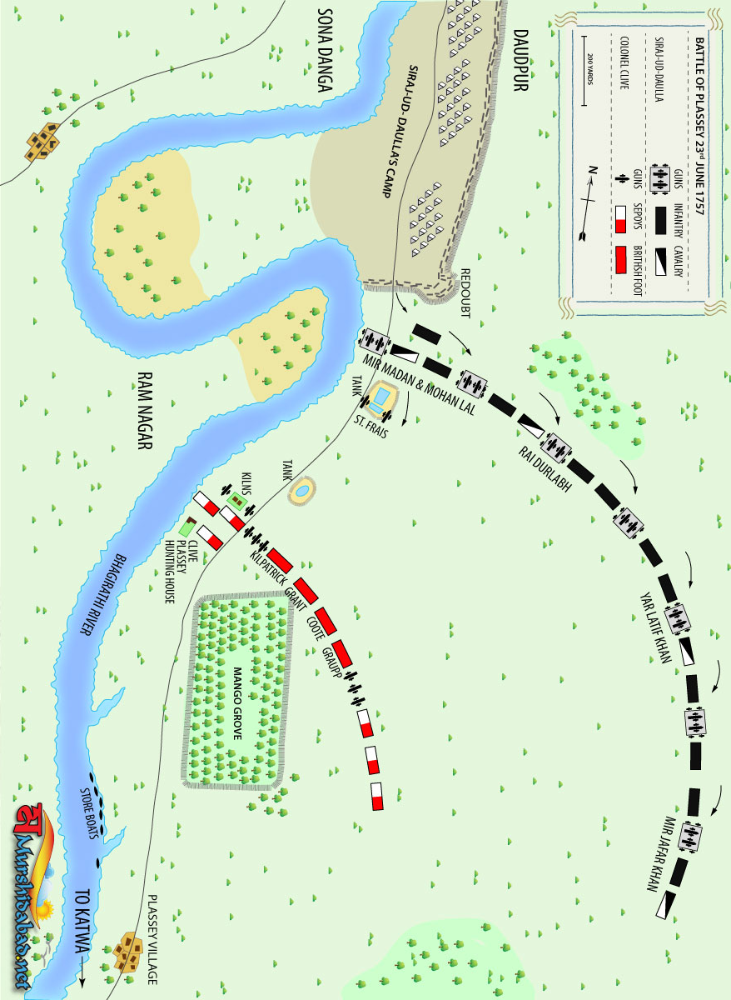 BATTLE OF PLASSEY 23rd JUNE 1757
GUNS INFANTRY CAVALRY
SIRAJ-UD-DAULLA
GUNS SEPOYS BRITIHSH FOOT
COLONEL CLIVE
200 YARDS
N
DAUDPUR
SIRAJ-UD- DAULLA'S CAMP
SONA DANGA
REDOUBT
MIR MADAN & MOHAN LAL
TANK
ST. FRAIS
RAI DURLABH
YAR LATIF KHAN
MIR JAFAR KHAN
RAM NAGAR
TANK
KILNS
CLIVE
PLASSEY
HUNTING HOUSE
KILPATRICK
GRANT
COOTE
GRAUPP
MANGO GROVE
BHAGIRATHI RIVER
STORE BOATS
TO KATWA
PLASSEY VILLAGE
Murshidabad.net